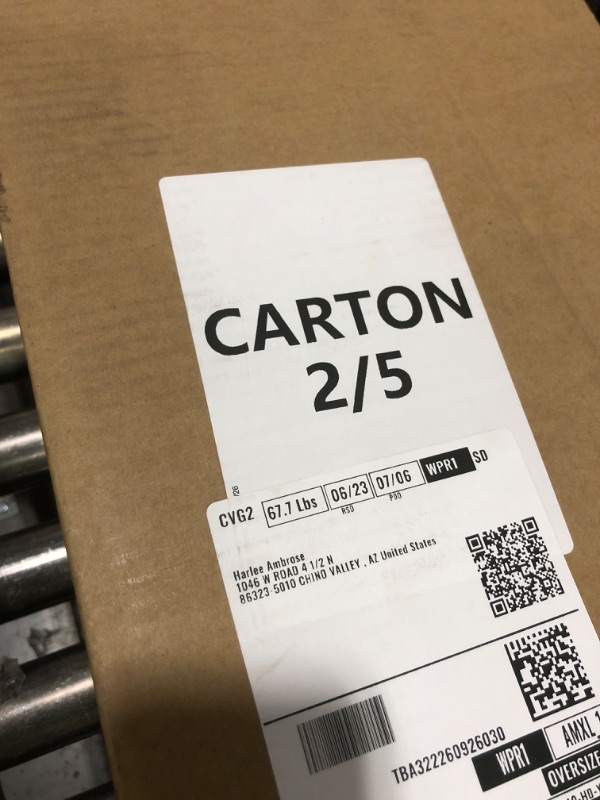 CARTON
2/5
CVG2 67.7 Lbs 06/23 07/06 WPR1 SD
RSD PDD
Harlee Ambrose
1046 W ROAD 4 1/2 N
86323-5010 CHINO VALLEY , AZ United States
TBA322260926030
WPR1 AMXL_
OVERSIZE